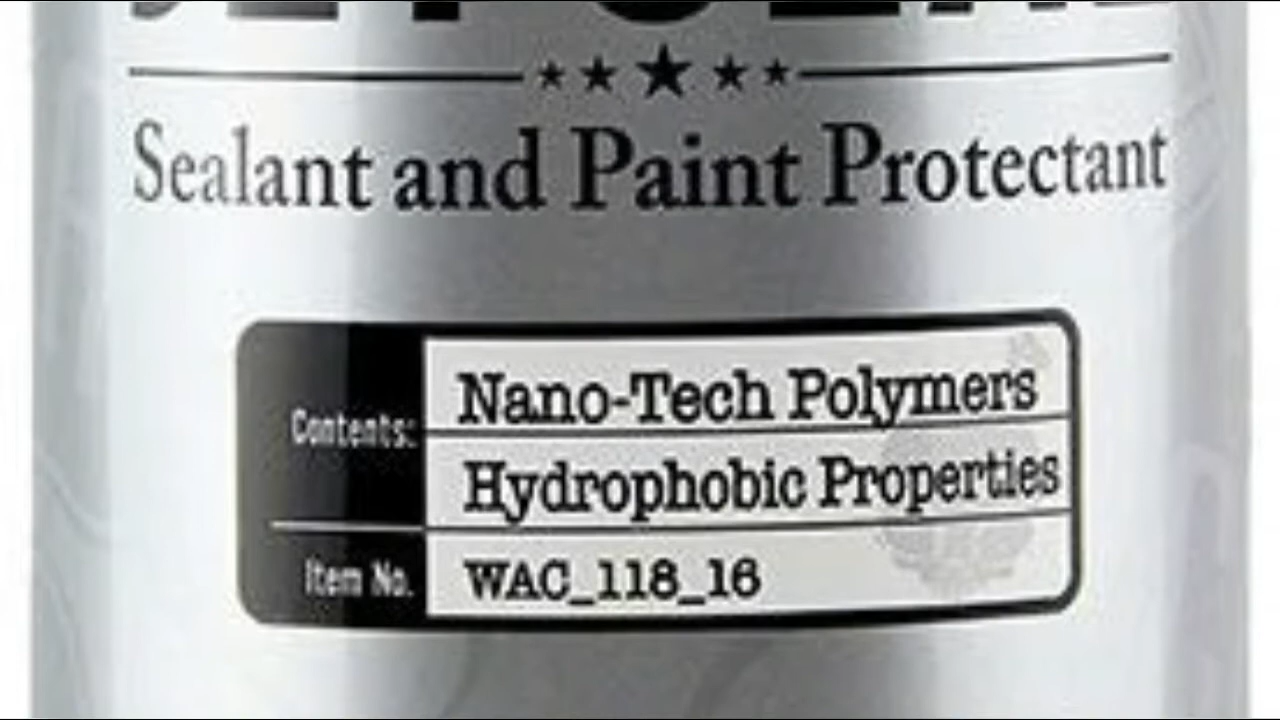 Sealant and Paint Protectant
Contents:
Nano-Tech Polymers
Hydrophobic Properties
Item No.
WAC_118_16